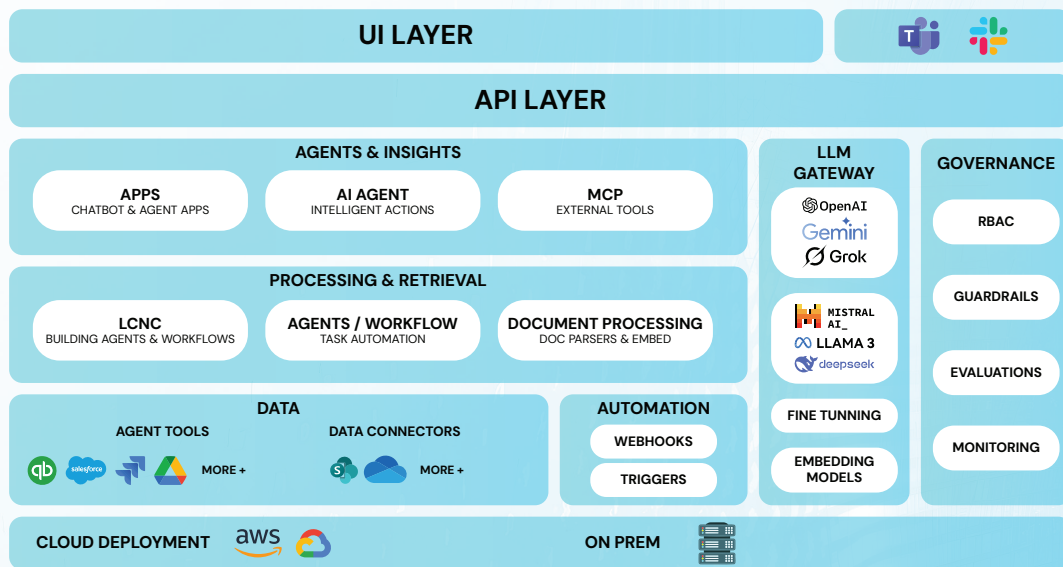 UI LAYER
T
API LAYER
AGENTS & INSIGHTS
APPS
CHATBOT & AGENT APPS
AI AGENT
INTELLIGENT ACTIONS
MCP
EXTERNAL TOOLS
PROCESSING & RETRIEVAL
LCNC
BUILDING AGENTS & WORKFLOWS
AGENTS / WORKFLOW
TASK AUTOMATION
DOCUMENT PROCESSING
DOC PARSERS & EMBED
DATA
AGENT TOOLS
qb
salesforce
MORE +
DATA CONNECTORS
S
MORE +
AUTOMATION
WEBHOOKS
TRIGGERS
LLM
GATEWAY
OpenAI
Gemini
Grok
MISTRAL
AI_
LLAMA 3
deepseek
FINE TUNNING
EMBEDDING
MODELS
GOVERNANCE
RBAC
GUARDRAILS
EVALUATIONS
MONITORING
CLOUD DEPLOYMENT
aws
ON PREM